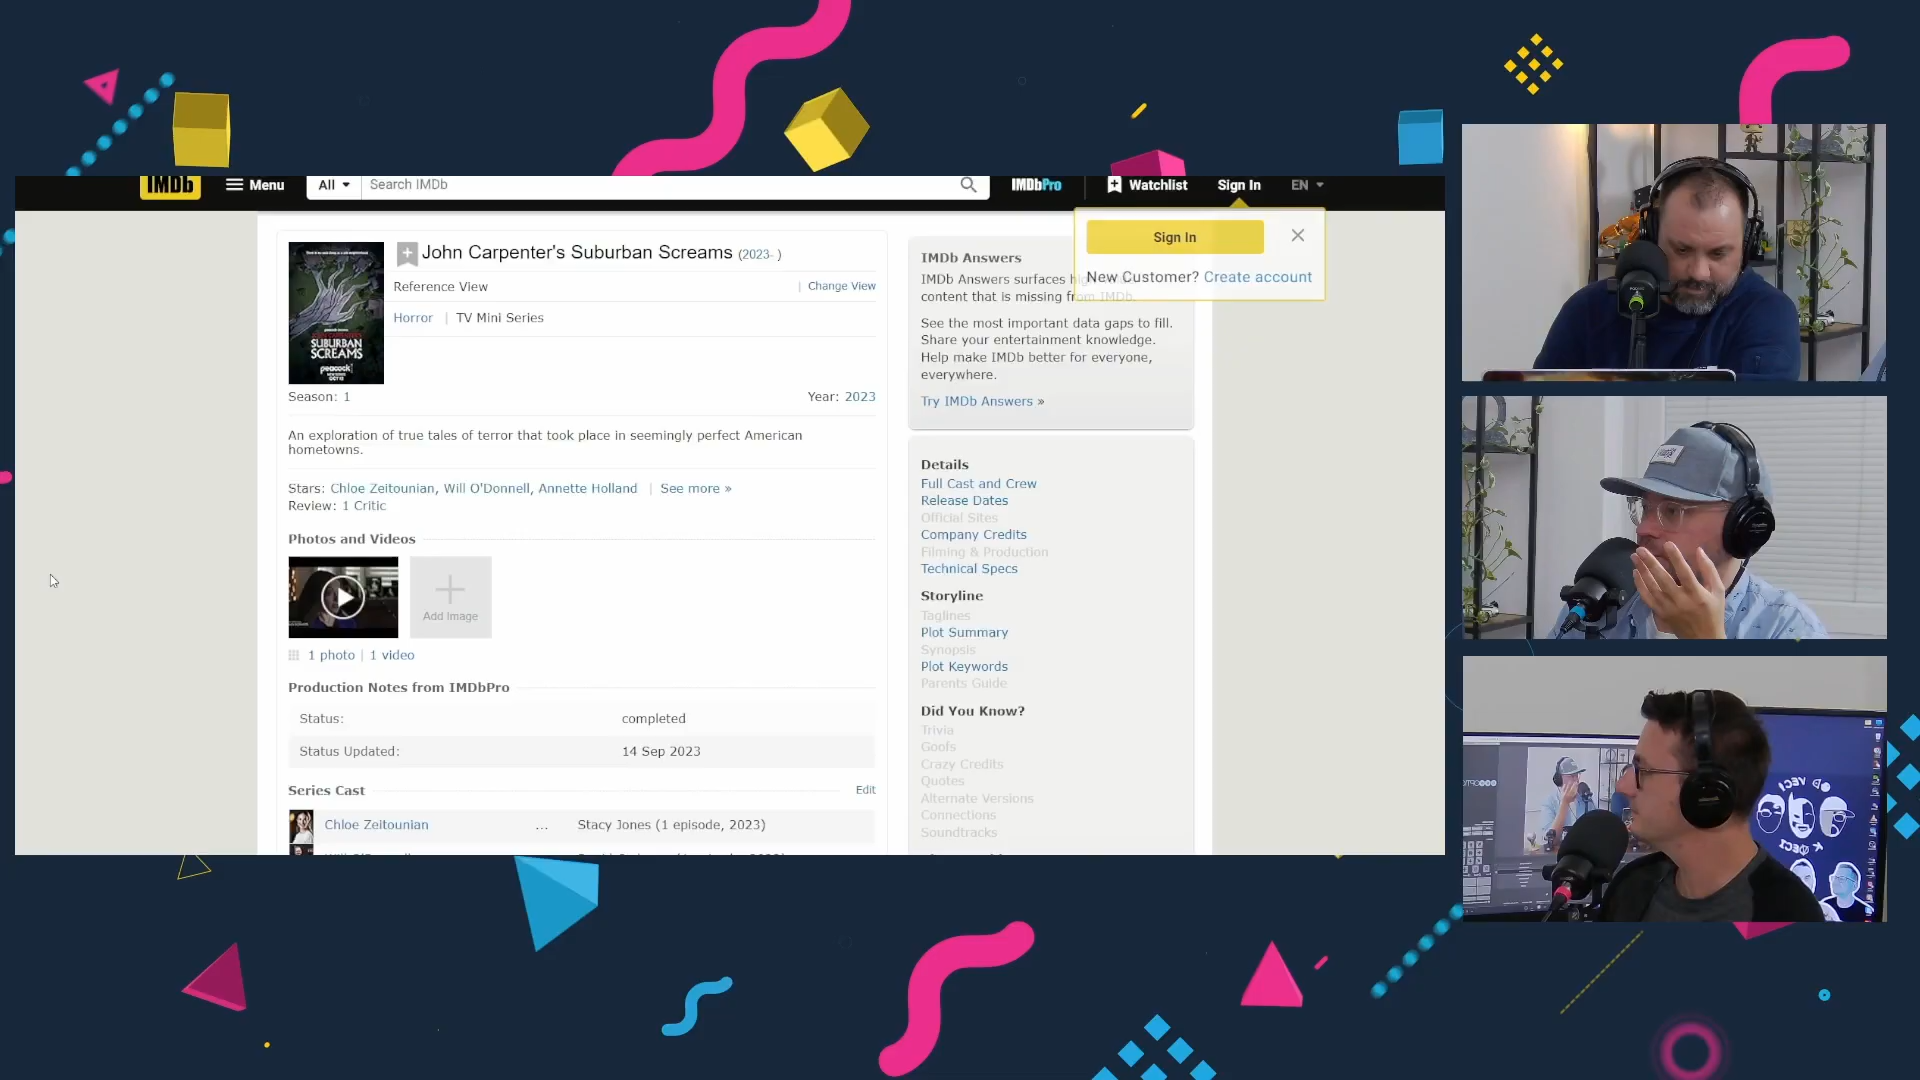 IMDb
Menu
All
Search IMDb
IMDbPro
Watchlist
Sign In
EN
Sign In
New Customer? Create account
SUBURBAN
SCREAMS
peacock
John Carpenter's Suburban Screams (2023- )
Reference View
| Change View
Horror | TV Mini Series
Season: 1
Year: 2023
An exploration of true tales of terror that took place in seemingly perfect American
hometowns.
Stars: Chloe Zeitounian, Will O'Donnell, Annette Holland | See more »
Review: 1 Critic
Photos and Videos
Add Image
1 photo | 1 video
Production Notes from IMDbPro
Status: completed
Status Updated: 14 Sep 2023
Series Cast
Edit
Chloe Zeitounian ... Stacy Jones (1 episode, 2023)
IMDb Answers
IMDb Answers surfaces
content that is missing from IMDb.
See the most important data gaps to fill.
Share your entertainment knowledge.
Help make IMDb better for everyone,
everywhere.
Try IMDb Answers »
Details
Full Cast and Crew
Release Dates
Official Sites
Company Credits
Filming & Production
Technical Specs
Storyline
Taglines
Plot Summary
Synopsis
Plot Keywords
Parents Guide
Did You Know?
Trivia
Goofs
Crazy Credits
Quotes
Alternate Versions
Connections
Soundtracks